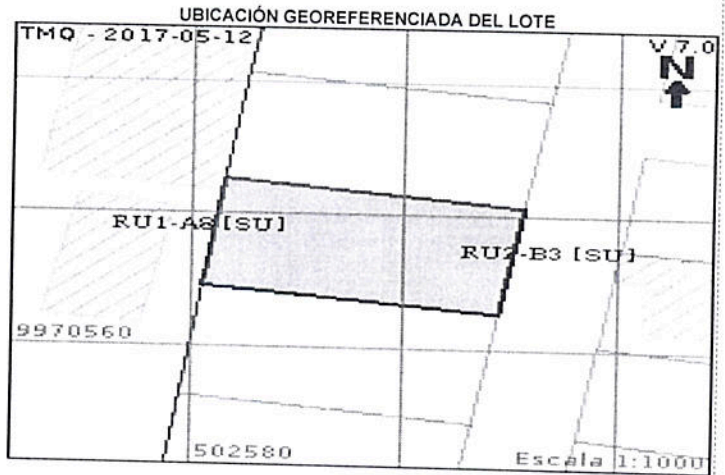 UBICACIÓN GEOREFERENCIADA DEL LOTE
TMQ - 2017-05-12
V 7.0
N
RU1-A8 [SU]
RU2-B3 [SU]
9970560
502580
Escala 1:1000